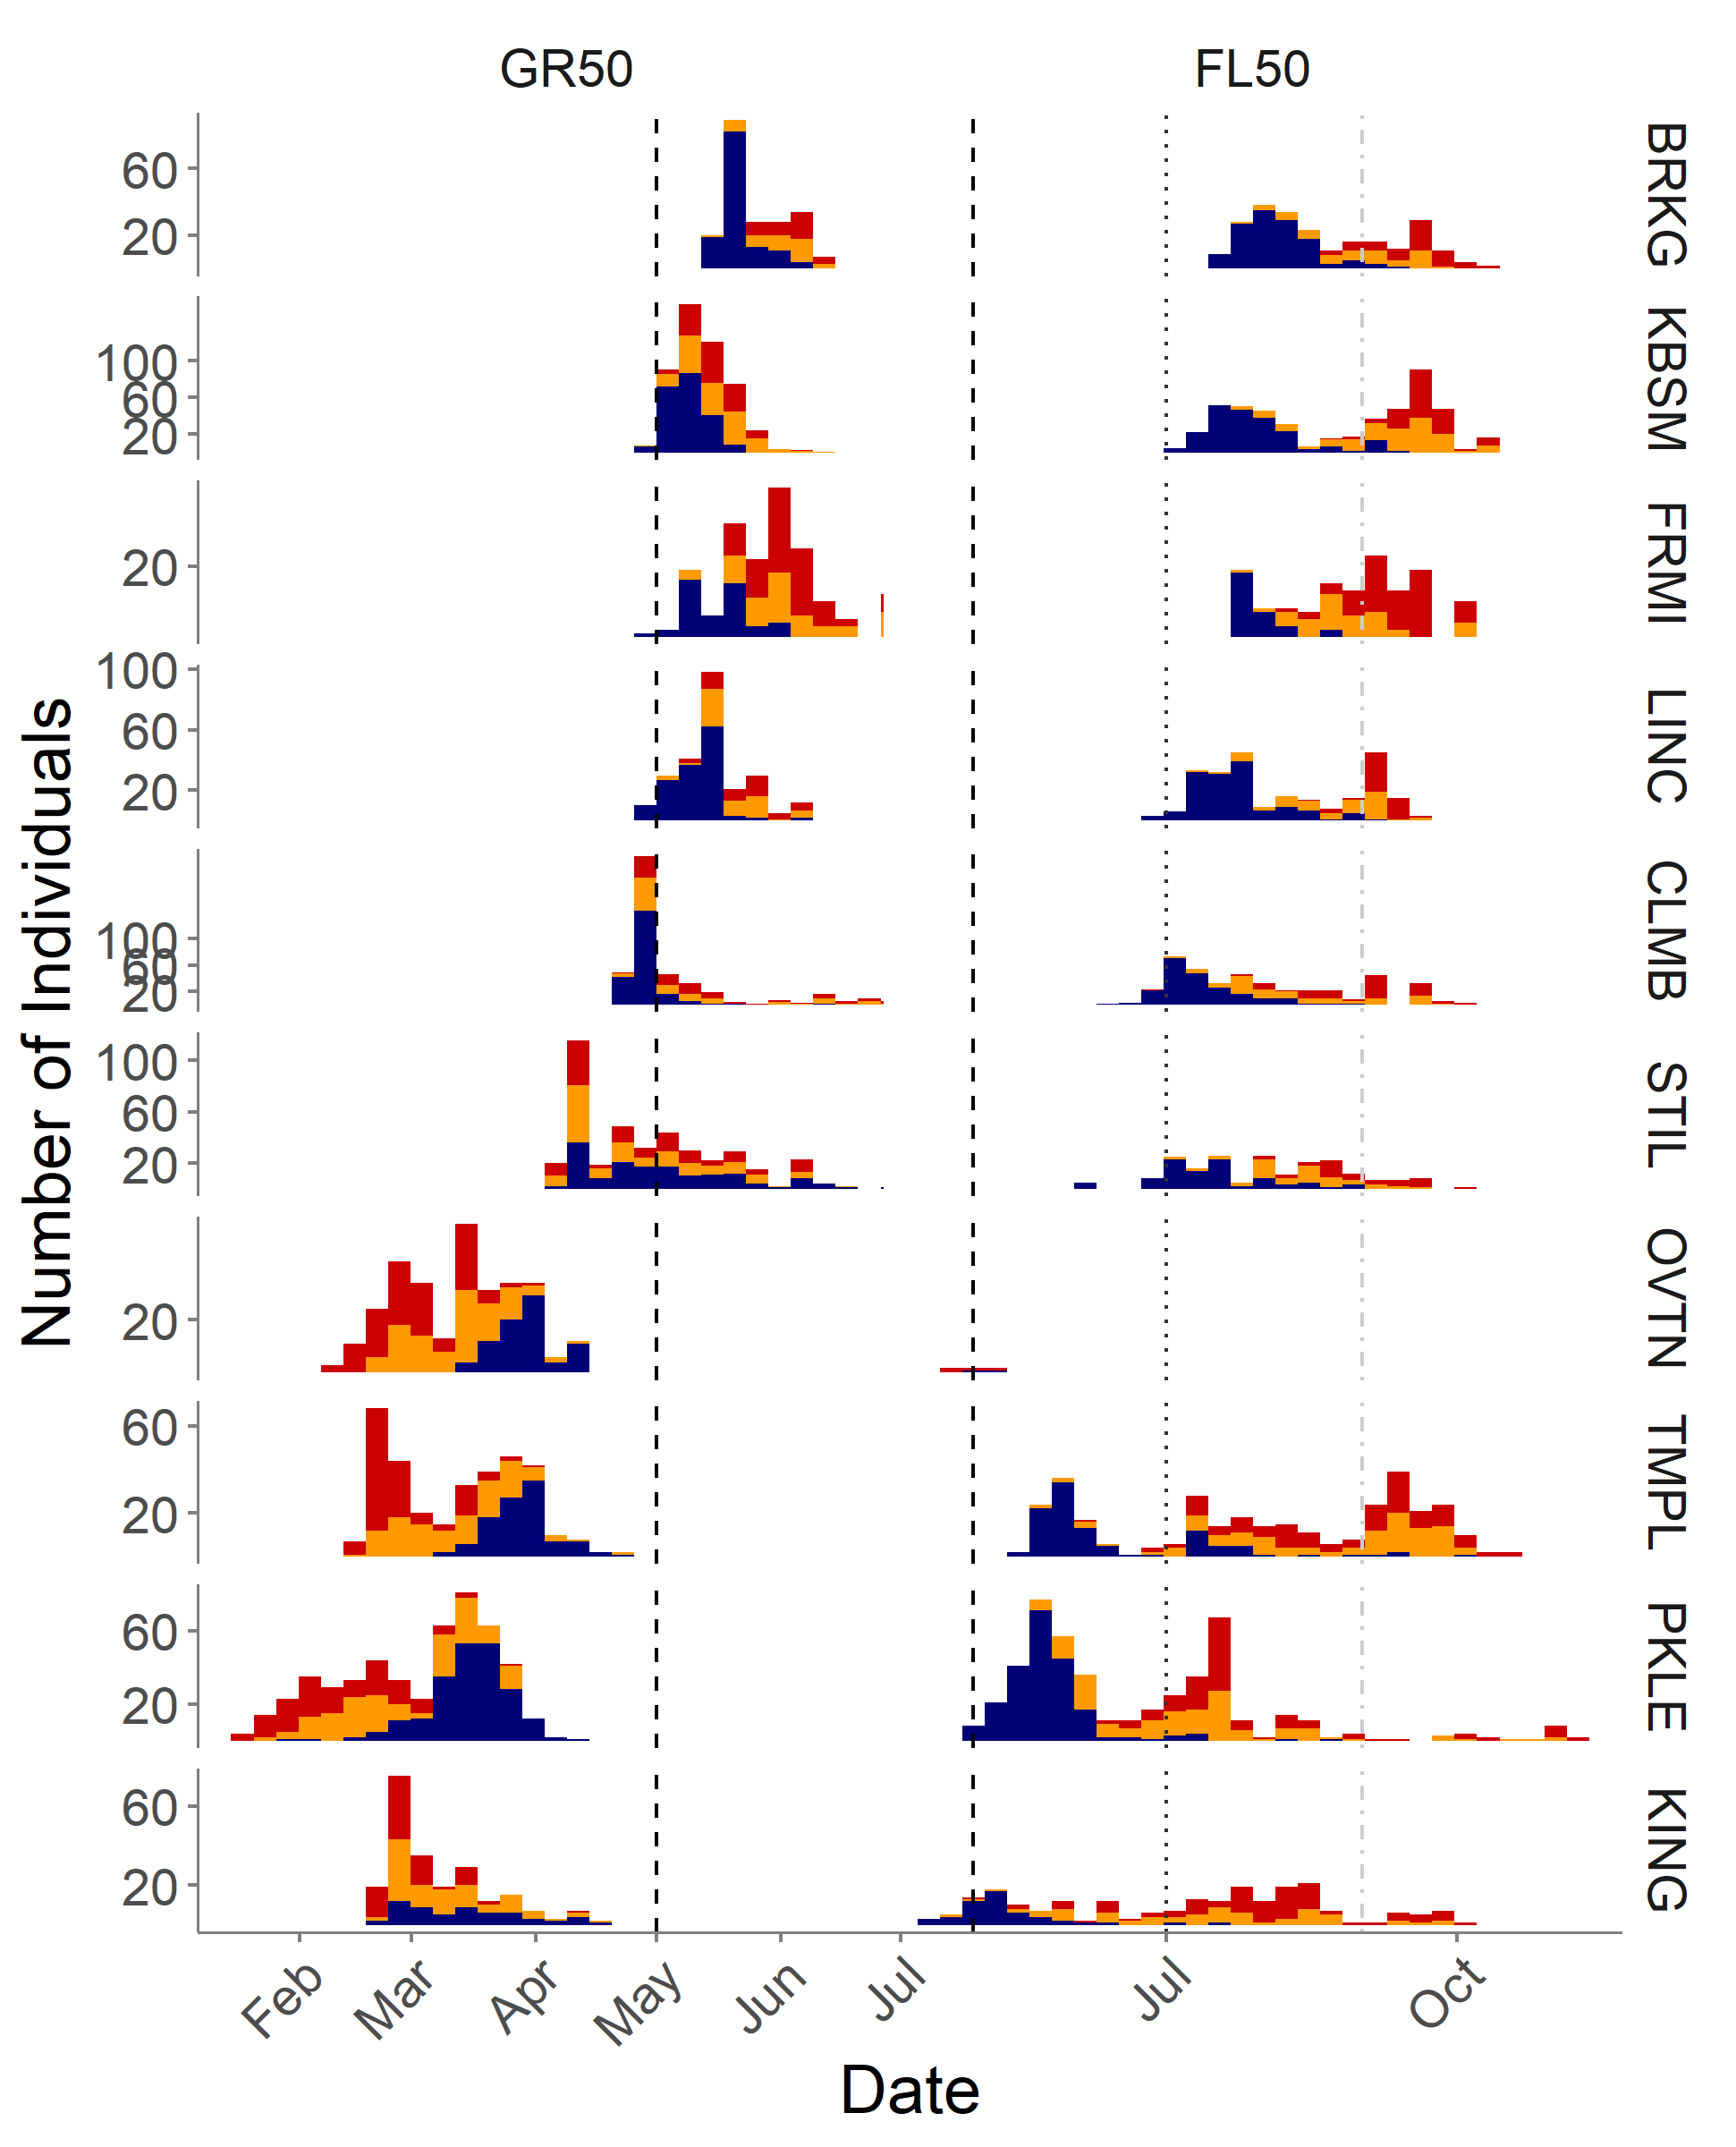 GR50 FL50
60
20
BRKG
100
60
20
KBSM
20
FRMI
100
60
20
LINC
100
60
20
CLMB
100
60
20
STIL
20
OVTN
60
20
TMPL
60
20
PKLE
60
20
KING
Number of Individuals
Feb Mar Apr May Jun Jul Jul Oct
Date